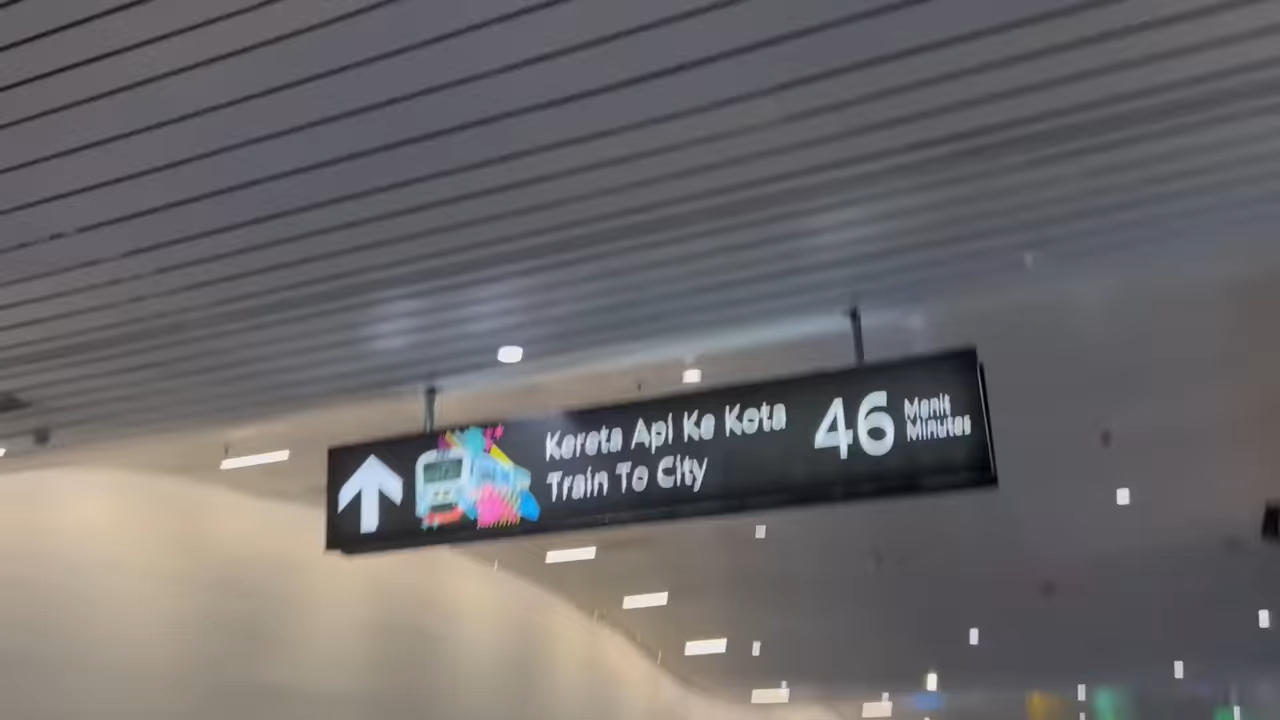 Kereta Api Ke Kota
Train To City
46
Menit
Minutes